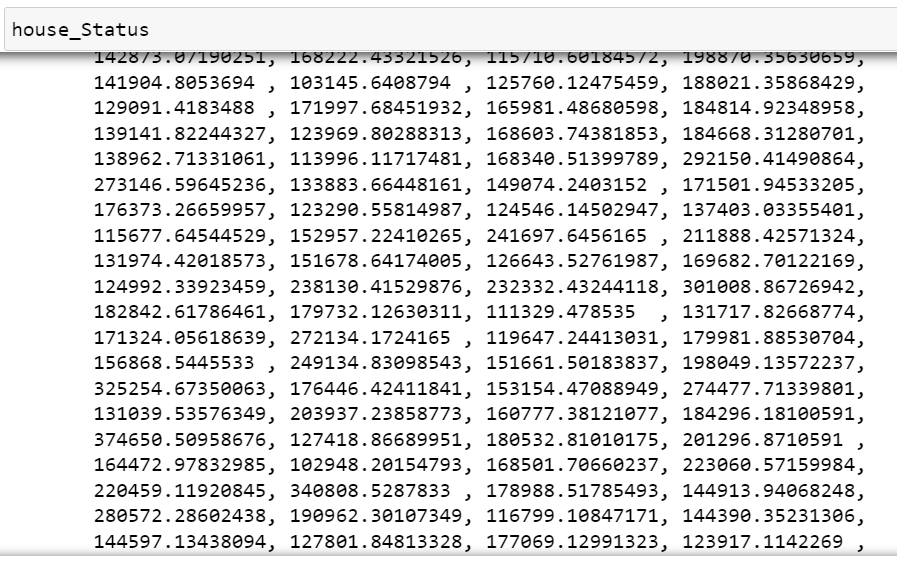 house_Status
142873.07190251, 168222.43321526, 115710.60184572, 198870.35630659,
141904.8053694 , 103145.6408794 , 125760.12475459, 188021.35868429,
129091.4183488 , 171997.68451932, 165981.48680598, 184814.92348958,
139141.82244327, 123969.80288313, 168603.74381853, 184668.31280701,
138962.71331061, 113996.11717481, 168340.51399789, 292150.41490864,
273146.59645236, 133883.66448161, 149074.2403152 , 171501.94533205,
176373.26659957, 123290.55814987, 124546.14502947, 137403.03355401,
115677.64544529, 152957.22410265, 241697.6456165 , 211888.42571324,
131974.42018573, 151678.64174005, 126643.52761987, 169682.70122169,
124992.33923459, 238130.41529876, 232332.43244118, 301008.86726942,
182842.61786461, 179732.12630311, 111329.478535  , 131717.82668774,
171324.05618639, 272134.1724165 , 119647.24413031, 179981.88530704,
156868.5445533 , 249134.83098543, 151661.50183837, 198049.13572237,
325254.67350063, 176446.42411841, 153154.47088949, 274477.71339801,
131039.53576349, 203937.23858773, 160777.38121077, 184296.18100591,
374650.50958676, 127418.86689951, 180532.81010175, 201296.8710591 ,
164472.97832985, 102948.20154793, 168501.70660237, 223060.57159984,
220459.11920845, 340808.5287833 , 178988.51785493, 144913.94068248,
280572.28602438, 190962.30107349, 116799.10847171, 144390.35231306,
144597.13438094, 127801.84813328, 177069.12991323, 123917.1142269 ,